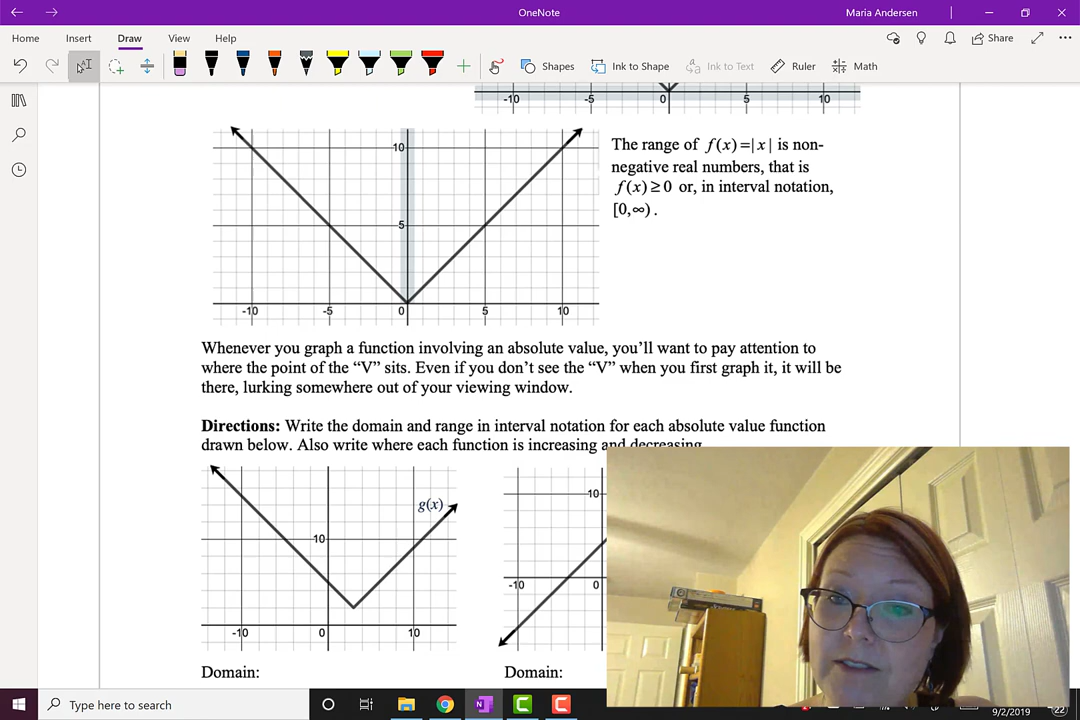 OneNote
Maria Andersen
Home
Insert
Draw
View
Help
Share
Shapes
Ink to Shape
Ink to Text
Ruler
Math
-10
-5
0
5
10
10
5
-10
-5
0
5
10
The range of f(x)=|x| is non-
negative real numbers, that is
f(x)≥0 or, in interval notation,
[0,∞).
Whenever you graph a function involving an absolute value, you’ll want to pay attention to
where the point of the “V” sits. Even if you don’t see the “V” when you first graph it, it will be
there, lurking somewhere out of your viewing window.
Directions: Write the domain and range in interval notation for each absolute value function
drawn below. Also write where each function is increasing and decreasing.
g(x)
10
-10
0
10
10
-10
0
Domain:
Domain:
Type here to search
9/2/2019
22